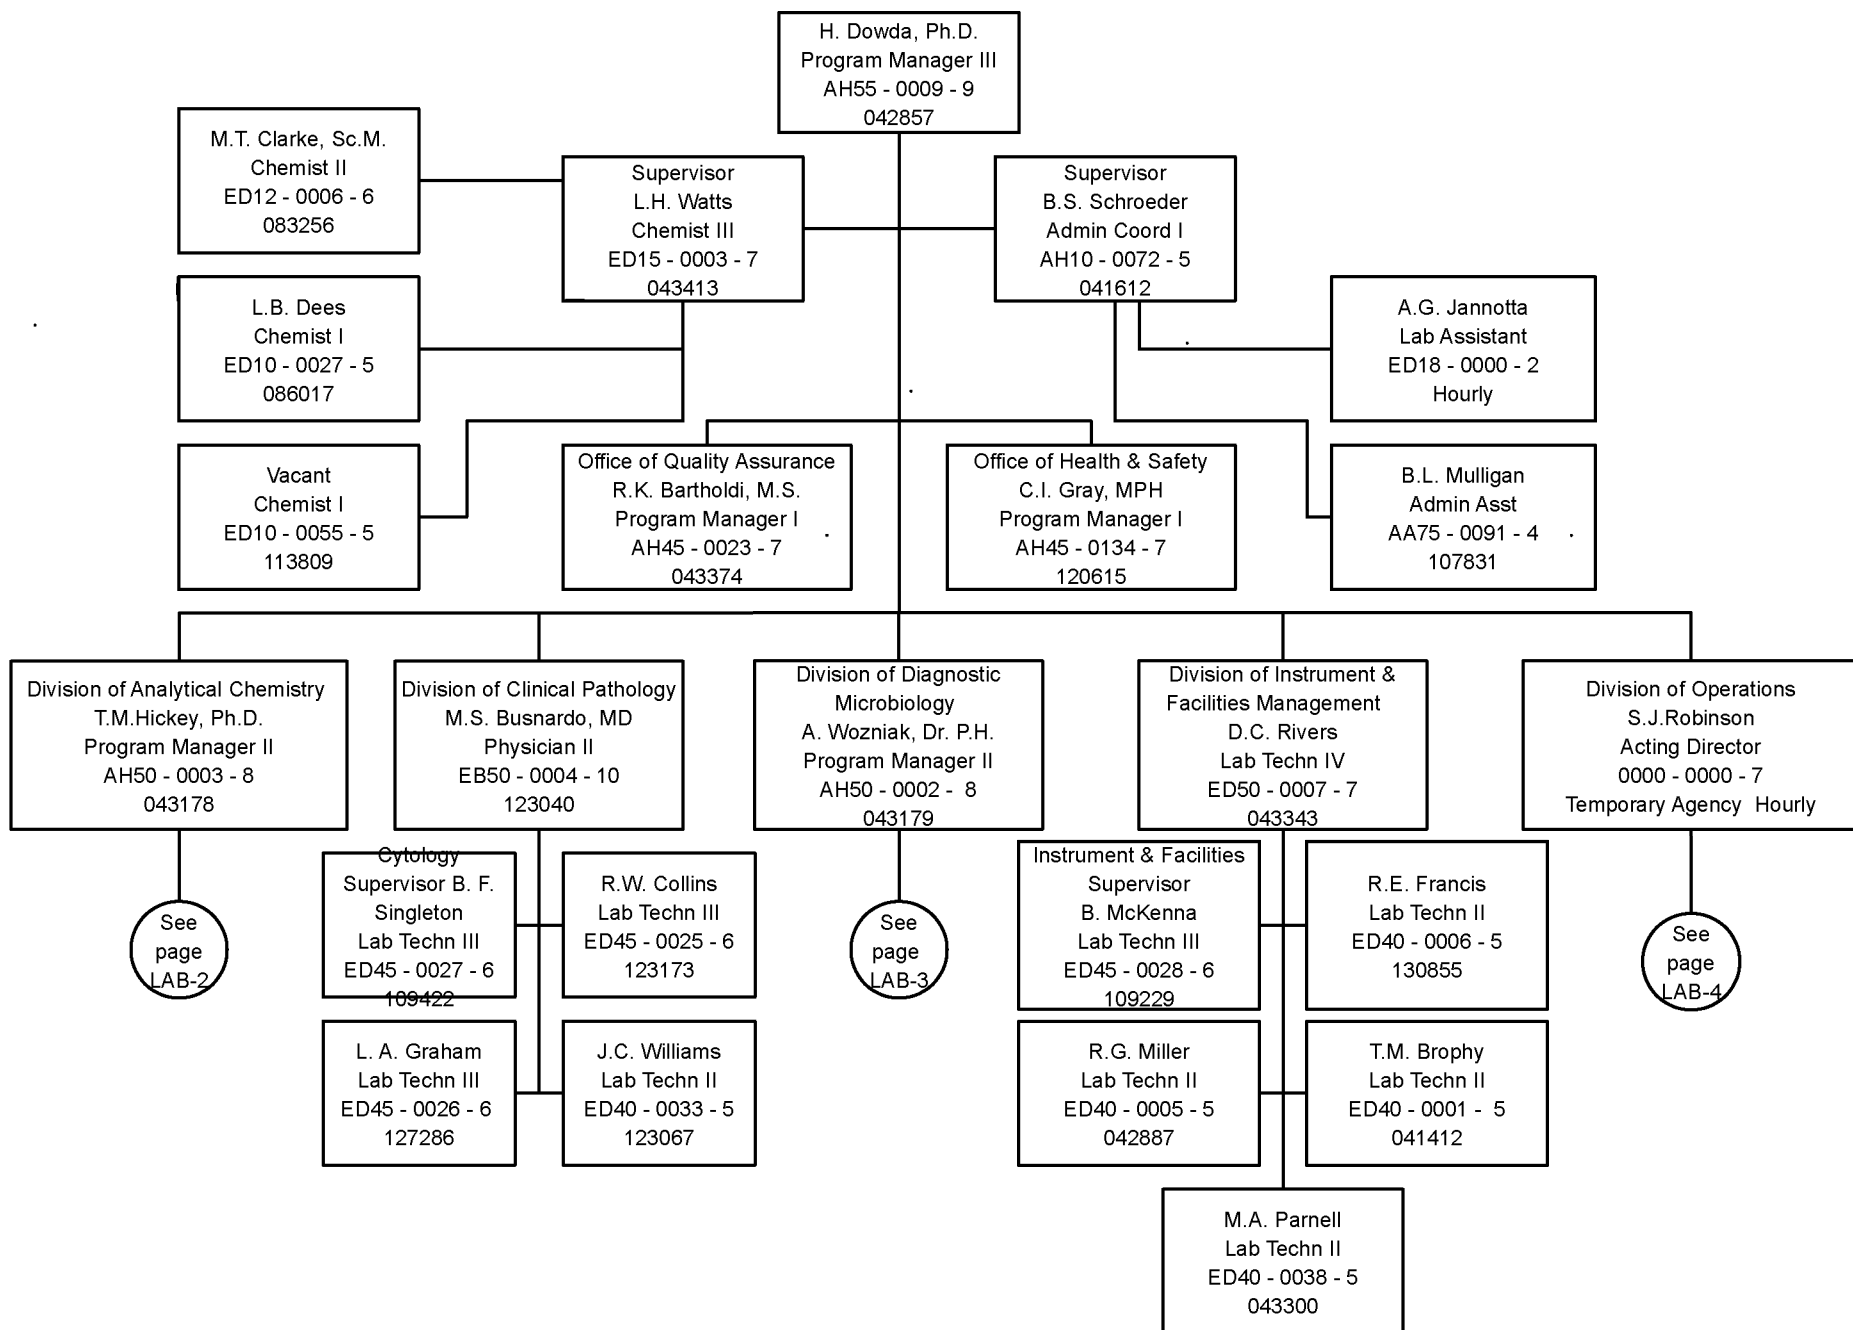 H. Dowda, Ph.D.
Program Manager III
AH55 - 0009 - 9
042857
M.T. Clarke, Sc.M.
Chemist II
ED12 - 0006 - 6
083256
Supervisor
L.H. Watts
Chemist III
ED15 - 0003 - 7
043413
Supervisor
B.S. Schroeder
Admin Coord I
AH10 - 0072 - 5
041612
L.B. Dees
Chemist I
ED10 - 0027 - 5
086017
A.G. Jannotta
Lab Assistant
ED18 - 0000 - 2
Hourly
Vacant
Chemist I
ED10 - 0055 - 5
113809
Office of Quality Assurance
R.K. Bartholdi, M.S.
Program Manager I
AH45 - 0023 - 7
043374
Office of Health & Safety
C.I. Gray, MPH
Program Manager I
AH45 - 0134 - 7
120615
B.L. Mulligan
Admin Asst
AA75 - 0091 - 4
107831
Division of Analytical Chemistry
T.M.Hickey, Ph.D.
Program Manager II
AH50 - 0003 - 8
043178
Division of Clinical Pathology
M.S. Busnardo, MD
Physician II
EB50 - 0004 - 10
123040
Division of Diagnostic
Microbiology
A. Wozniak, Dr. P.H.
Program Manager II
AH50 - 0002 - 8
043179
Division of Instrument &
Facilities Management
D.C. Rivers
Lab Techn IV
ED50 - 0007 - 7
043343
Division of Operations
S.J.Robinson
Acting Director
0000 - 0000 - 7
Temporary Agency Hourly
See
page
LAB-2
Cytology
Supervisor B. F.
Singleton
Lab Techn III
ED45 - 0027 - 6
109422
R.W. Collins
Lab Techn III
ED45 - 0025 - 6
123173
See
page
LAB-3
Instrument & Facilities
Supervisor
B. McKenna
Lab Techn III
ED45 - 0028 - 6
109229
R.E. Francis
Lab Techn II
ED40 - 0006 - 5
130855
See
page
LAB-4
L. A. Graham
Lab Techn III
ED45 - 0026 - 6
127286
J.C. Williams
Lab Techn II
ED40 - 0033 - 5
123067
R.G. Miller
Lab Techn II
ED40 - 0005 - 5
042887
T.M. Brophy
Lab Techn II
ED40 - 0001 - 5
041412
M.A. Parnell
Lab Techn II
ED40 - 0038 - 5
043300